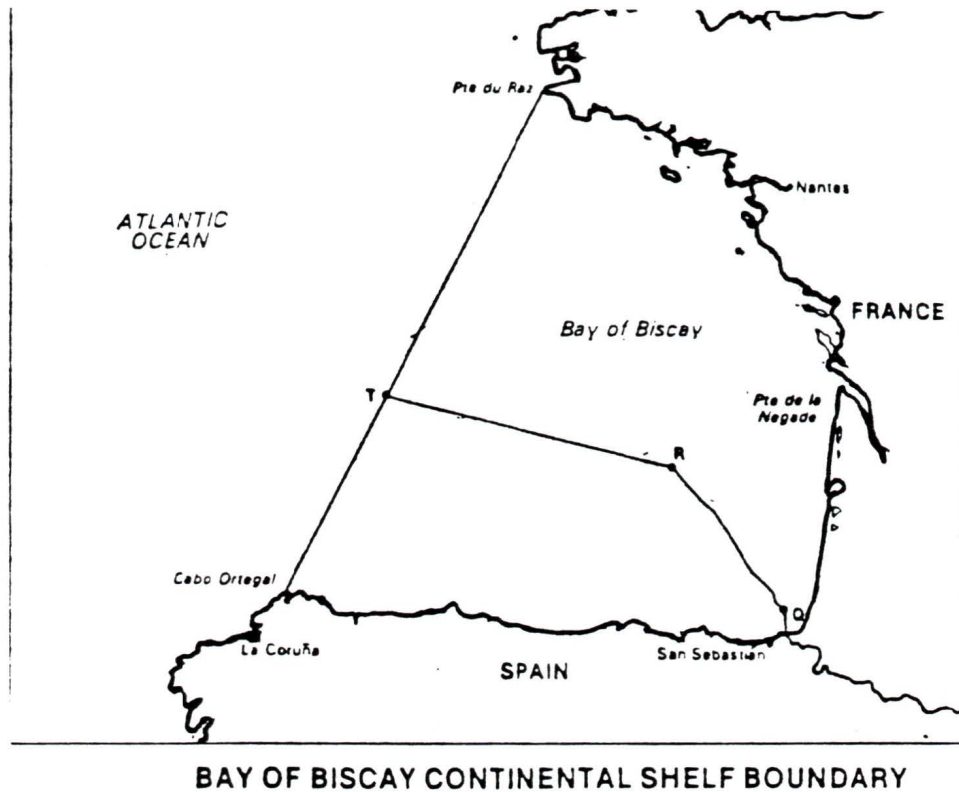 Pte du Raz
Nantes
ATLANTIC
OCEAN
FRANCE
Bay of Biscay
T
Pte de la
Negade
R
Cabo Ortegal
Q
La Coruña
San Sebastian
SPAIN
BAY OF BISCAY CONTINENTAL SHELF BOUNDARY